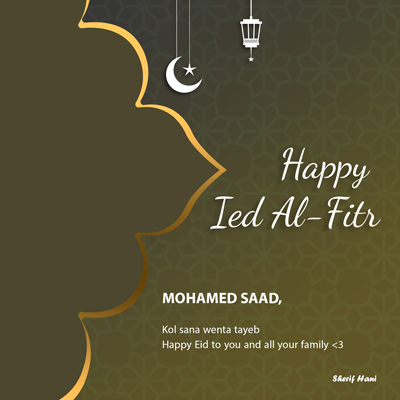 Happy
Ied Al-Fitr
MOHAMED SAAD,
Kol sana wenta tayeb
Happy Eid to you and all your family <3
Sherif Hani